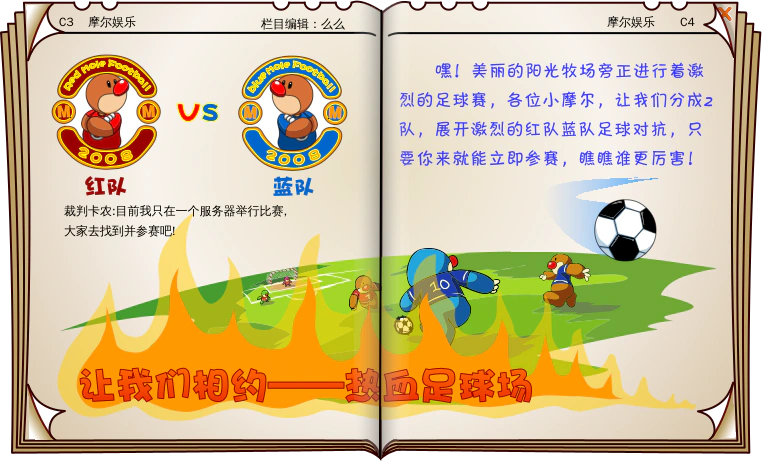 C3 摩尔娱乐
栏目编辑：么么
Red Mole Football
M M
2008
红队
VS
Blue Mole Football
M M
2008
蓝队
裁判卡农:目前我只在一个服务器举行比赛,
大家去找到并参赛吧!
摩尔娱乐 C4
嘿！美丽的阳光牧场旁正进行着激
烈的足球赛，各位小摩尔，让我们分成2
队，展开激烈的红队蓝队足球对抗，只
要你来就能立即参赛，瞧瞧谁更厉害！
10
让我们相约——热血足球场